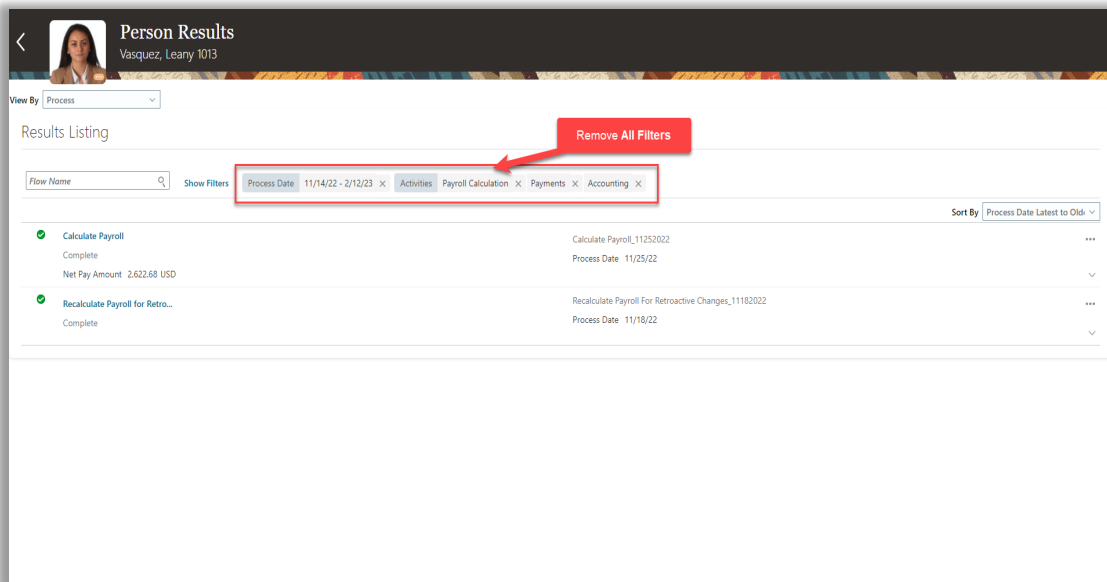 Person Results
Vasquez, Leany 1013
View By Process
Results Listing
Remove All Filters
Flow Name Show Filters Process Date 11/14/22 - 2/12/23 × Activities Payroll Calculation × Payments × Accounting ×
Sort By Process Date Latest to Olde
Calculate Payroll Calculate Payroll_11252022
Complete Process Date 11/25/22
Net Pay Amount 2,622.68 USD
Recalculate Payroll for Retro... Recalculate Payroll For Retroactive Changes_11182022
Complete Process Date 11/18/22